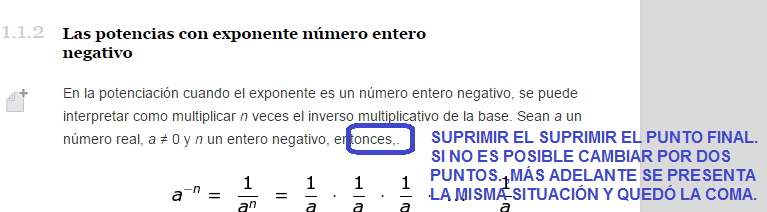 1.1.2 Las potencias con exponente número entero
negativo
En la potenciación cuando el exponente es un número entero negativo, se puede
interpretar como multiplicar n veces el inverso multiplicativo de la base. Sean a un
número real, a ≠ 0 y n un entero negativo, entonces,.
SUPRIMIR EL SUPRIMIR EL PUNTO FINAL.
SI NO ES POSIBLE CAMBIAR POR DOS
PUNTOS. MÁS ADELANTE SE PRESENTA
LA MISMA SITUACIÓN Y QUEDÓ LA COMA.
a⁻ⁿ = 1/aⁿ = 1/a · 1/a · 1/a · ... · 1/a